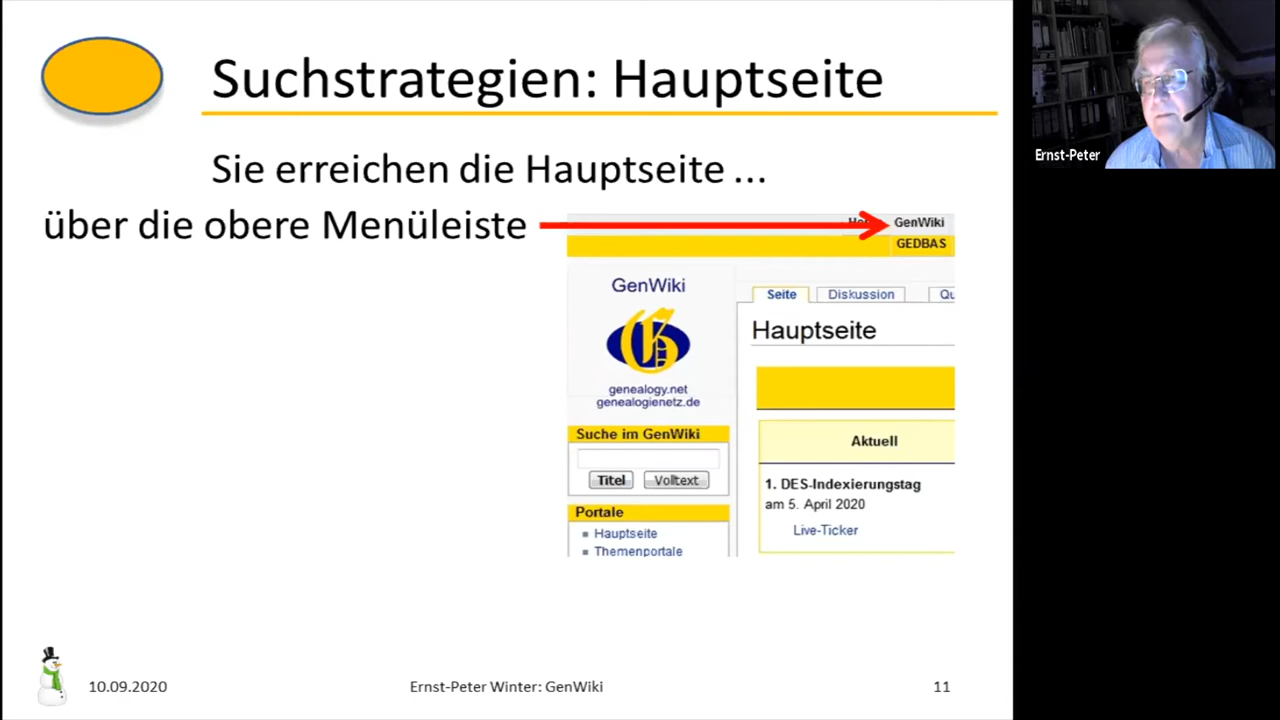 Suchstrategien: Hauptseite
Sie erreichen die Hauptseite ...
über die obere Menüleiste
GenWiki
GEDBAS
GenWiki
genealogy.net
genealogienetz.de
Suche im GenWiki
Titel
Volltext
Portale
Hauptseite
Themenportale
Seite
Diskussion
Hauptseite
Aktuell
1. DES-Indexierungstag
am 5. April 2020
Live-Ticker
10.09.2020
Ernst-Peter Winter: GenWiki
11
Ernst-Peter